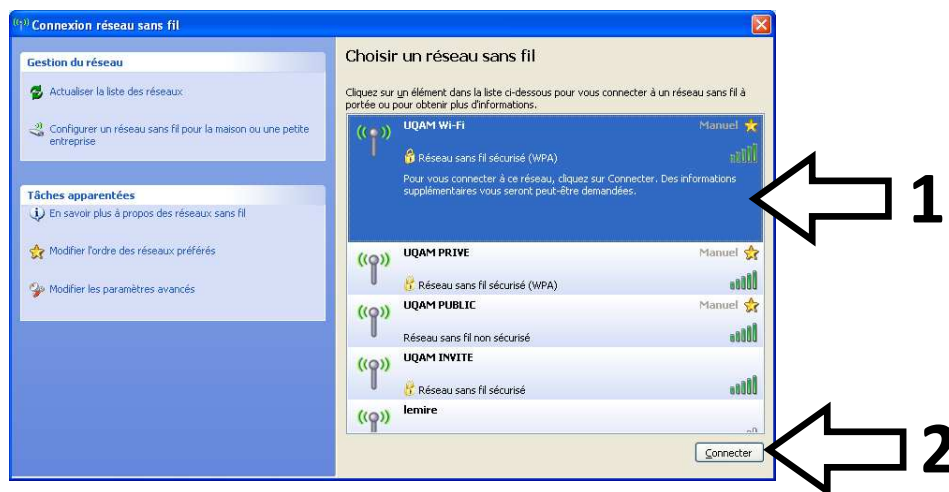 Connexion réseau sans fil
Gestion du réseau
Actualiser la liste des réseaux
Configurer un réseau sans fil pour la maison ou une petite
entreprise
Tâches apparentées
En savoir plus à propos des réseaux sans fil
Modifier l'ordre des réseaux préférés
Modifier les paramètres avancés
Choisir un réseau sans fil
Cliquez sur un élément dans la liste ci-dessous pour vous connecter à un réseau sans fil à
portée ou pour obtenir plus d'informations.
UQAM Wi-Fi Manuel
Réseau sans fil sécurisé (WPA)
Pour vous connecter à ce réseau, cliquez sur Connecter. Des informations
supplémentaires vous seront peut-être demandées.
1
UQAM PRIVE Manuel
Réseau sans fil sécurisé (WPA)
UQAM PUBLIC Manuel
Réseau sans fil non sécurisé
UQAM INVITE
Réseau sans fil sécurisé
lemire
Connecter
2